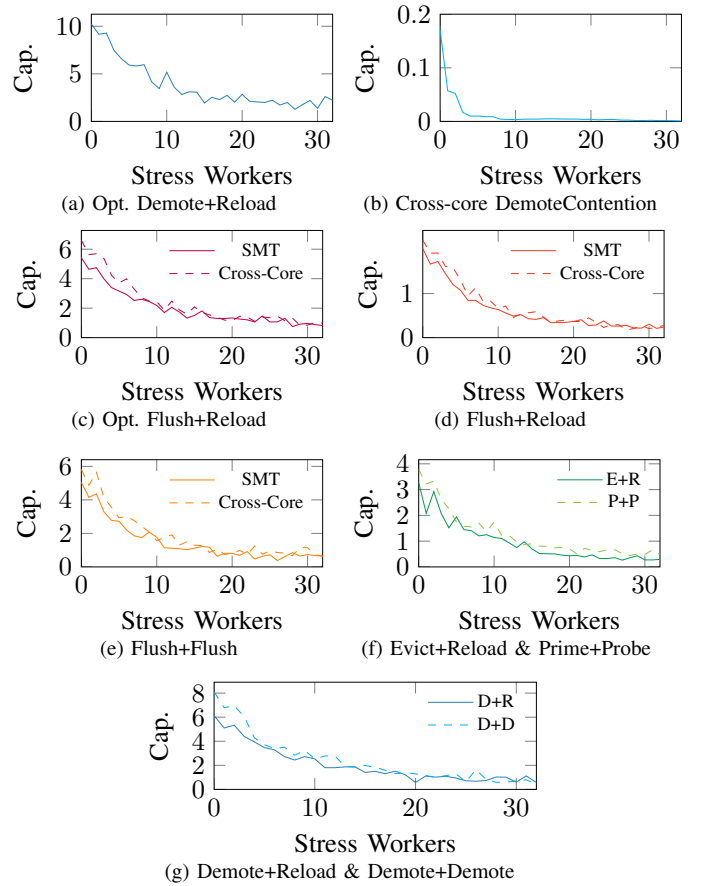 10
5
0
Cap.
0 10 20 30
Stress Workers
(a) Opt. Demote+Reload
0.2
0.1
0
Cap.
0 10 20 30
Stress Workers
(b) Cross-core DemoteContention
6
4
2
0
Cap.
SMT
Cross-Core
0 10 20 30
Stress Workers
(c) Opt. Flush+Reload
1
0
Cap.
SMT
Cross-Core
0 10 20 30
Stress Workers
(d) Flush+Reload
6
4
2
0
Cap.
SMT
Cross-Core
0 10 20 30
Stress Workers
(e) Flush+Flush
4
3
2
1
0
Cap.
E+R
P+P
0 10 20 30
Stress Workers
(f) Evict+Reload & Prime+Probe
8
6
4
2
0
Cap.
D+R
D+D
0 10 20 30
Stress Workers
(g) Demote+Reload & Demote+Demote